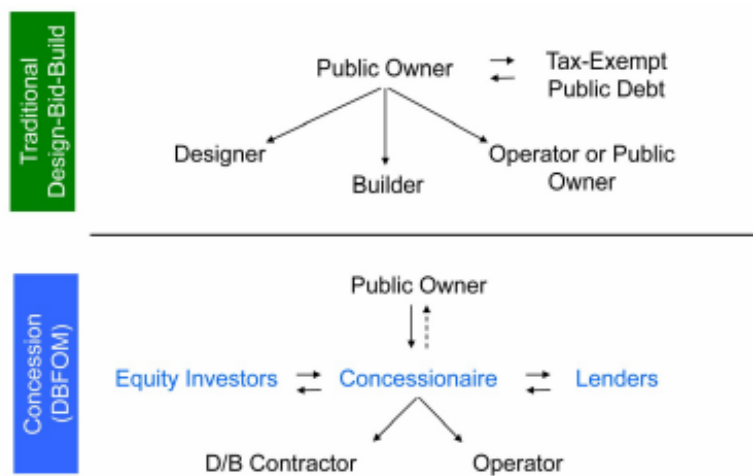 Traditional
Design-Bid-Build
Public Owner
Tax-Exempt
Public Debt
Designer
Builder
Operator or Public
Owner
Concession
(DBFOM)
Public Owner
Equity Investors
Concessionaire
Lenders
D/B Contractor
Operator